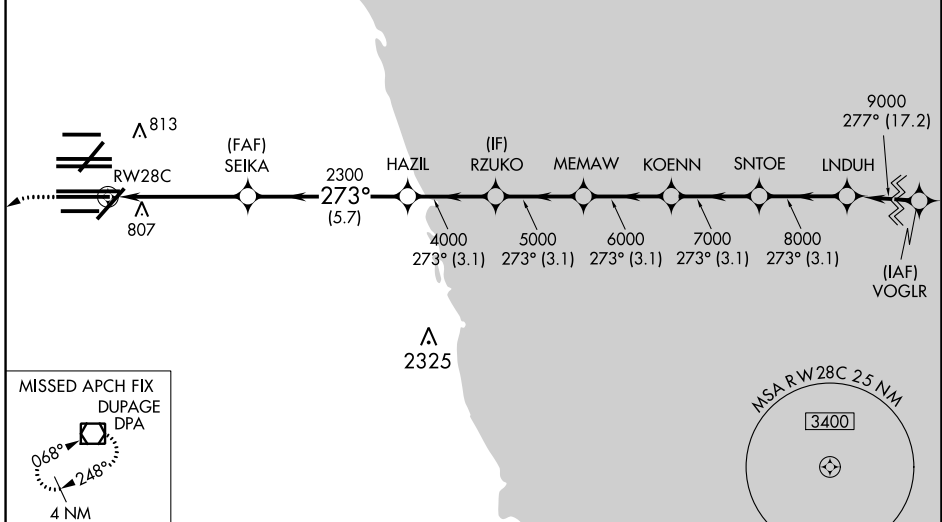 9000
277° (17.2)
813
(FAF)
SEIKA
(IF)
RZUKO
HAZIL
MEMAW
KOENN
SNTOE
LNDUH
RW28C
2300
273°
(5.7)
807
4000
273° (3.1)
5000
273° (3.1)
6000
273° (3.1)
7000
273° (3.1)
8000
273° (3.1)
(IAF)
VOGLR
2325
MISSED APCH FIX
DUPAGE
DPA
068°
248°
4 NM
MSA RW28C 25 NM
3400